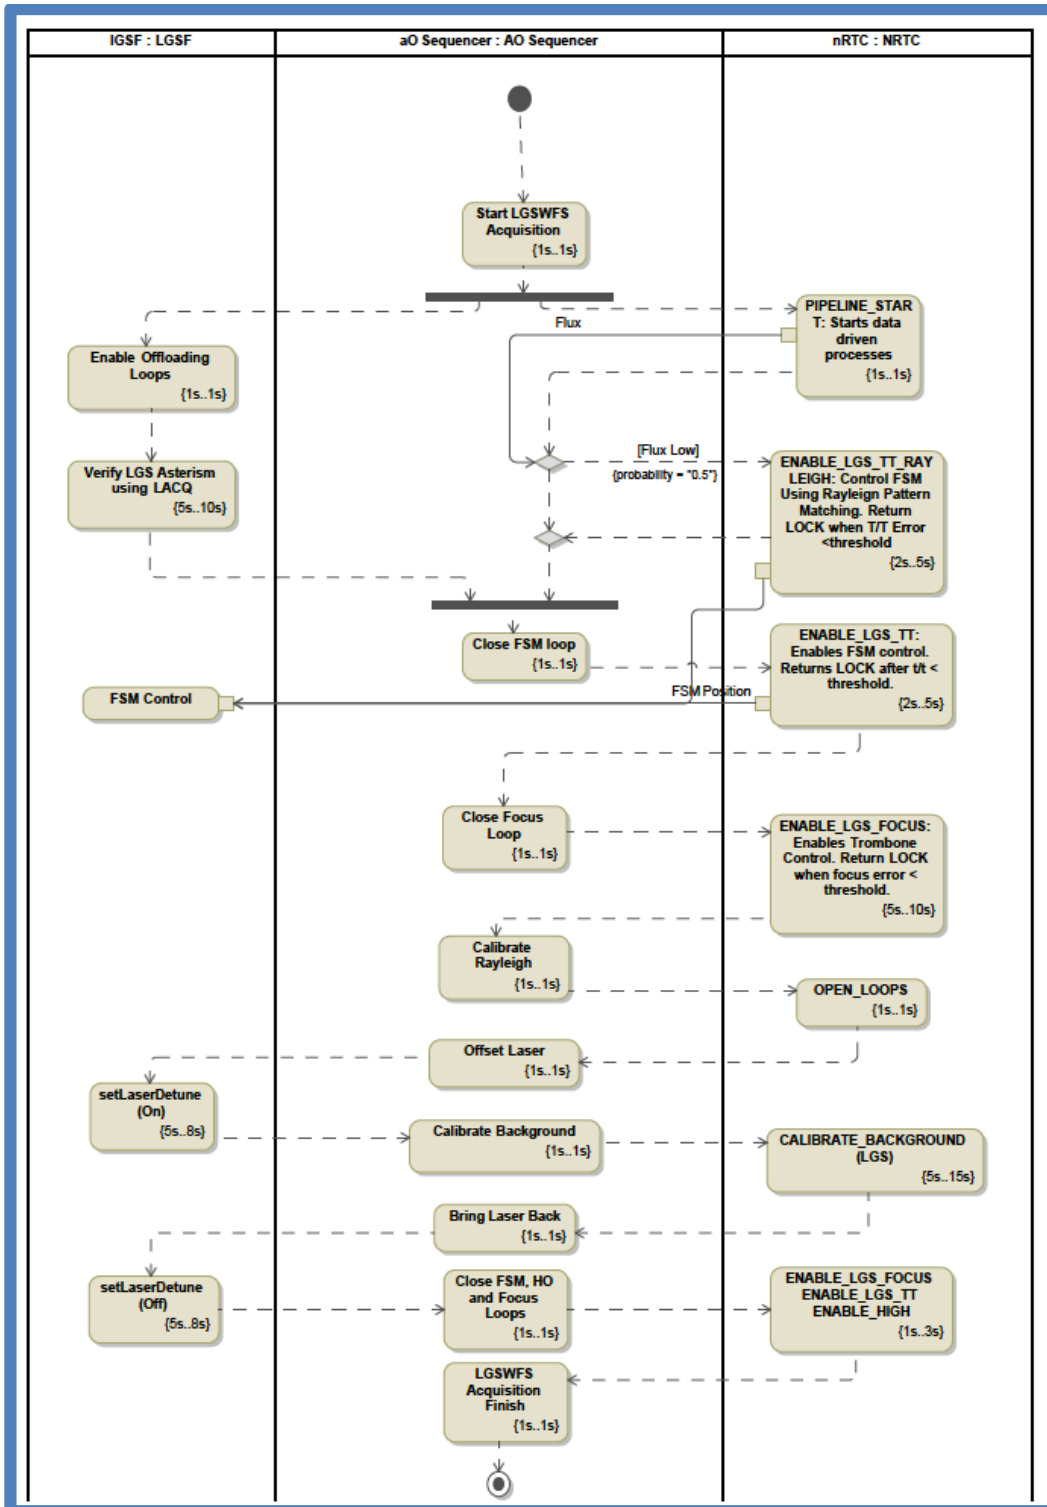 lGSF : LGSF
aO Sequencer : AO Sequencer
nRTC : NRTC
Start LGSWFS
Acquisition
{1s..1s}
PIPELINE_STAR
T: Starts data
driven
processes
{1s..1s}
Flux
Enable Offloading
Loops
{1s..1s}
[Flux Low]
{probability = "0.5"}
Verify LGS Asterism
using LACQ
{5s..10s}
ENABLE_LGS_TT_RAY
LEIGH: Control FSM
Using Rayleign Pattern
Matching. Return
LOCK when T/T Error
<threshold
{2s..5s}
Close FSM loop
{1s..1s}
ENABLE_LGS_TT:
Enables FSM control.
Returns LOCK after t/t <
threshold.
{2s..5s}
FSM Control
FSM Position
Close Focus
Loop
{1s..1s}
ENABLE_LGS_FOCUS:
Enables Trombone
Control. Return LOCK
when focus error <
threshold.
{5s..10s}
Calibrate
Rayleigh
{1s..1s}
OPEN_LOOPS
{1s..1s}
Offset Laser
{1s..1s}
setLaserDetune
(On)
{5s..8s}
Calibrate Background
{1s..1s}
CALIBRATE_BACKGROUND
(LGS)
{5s..15s}
Bring Laser Back
{1s..1s}
setLaserDetune
(Off)
{5s..8s}
Close FSM, HO
and Focus
Loops
{1s..1s}
ENABLE_LGS_FOCUS
ENABLE_LGS_TT
ENABLE_HIGH
{1s..3s}
LGSWFS
Acquisition
Finish
{1s..1s}